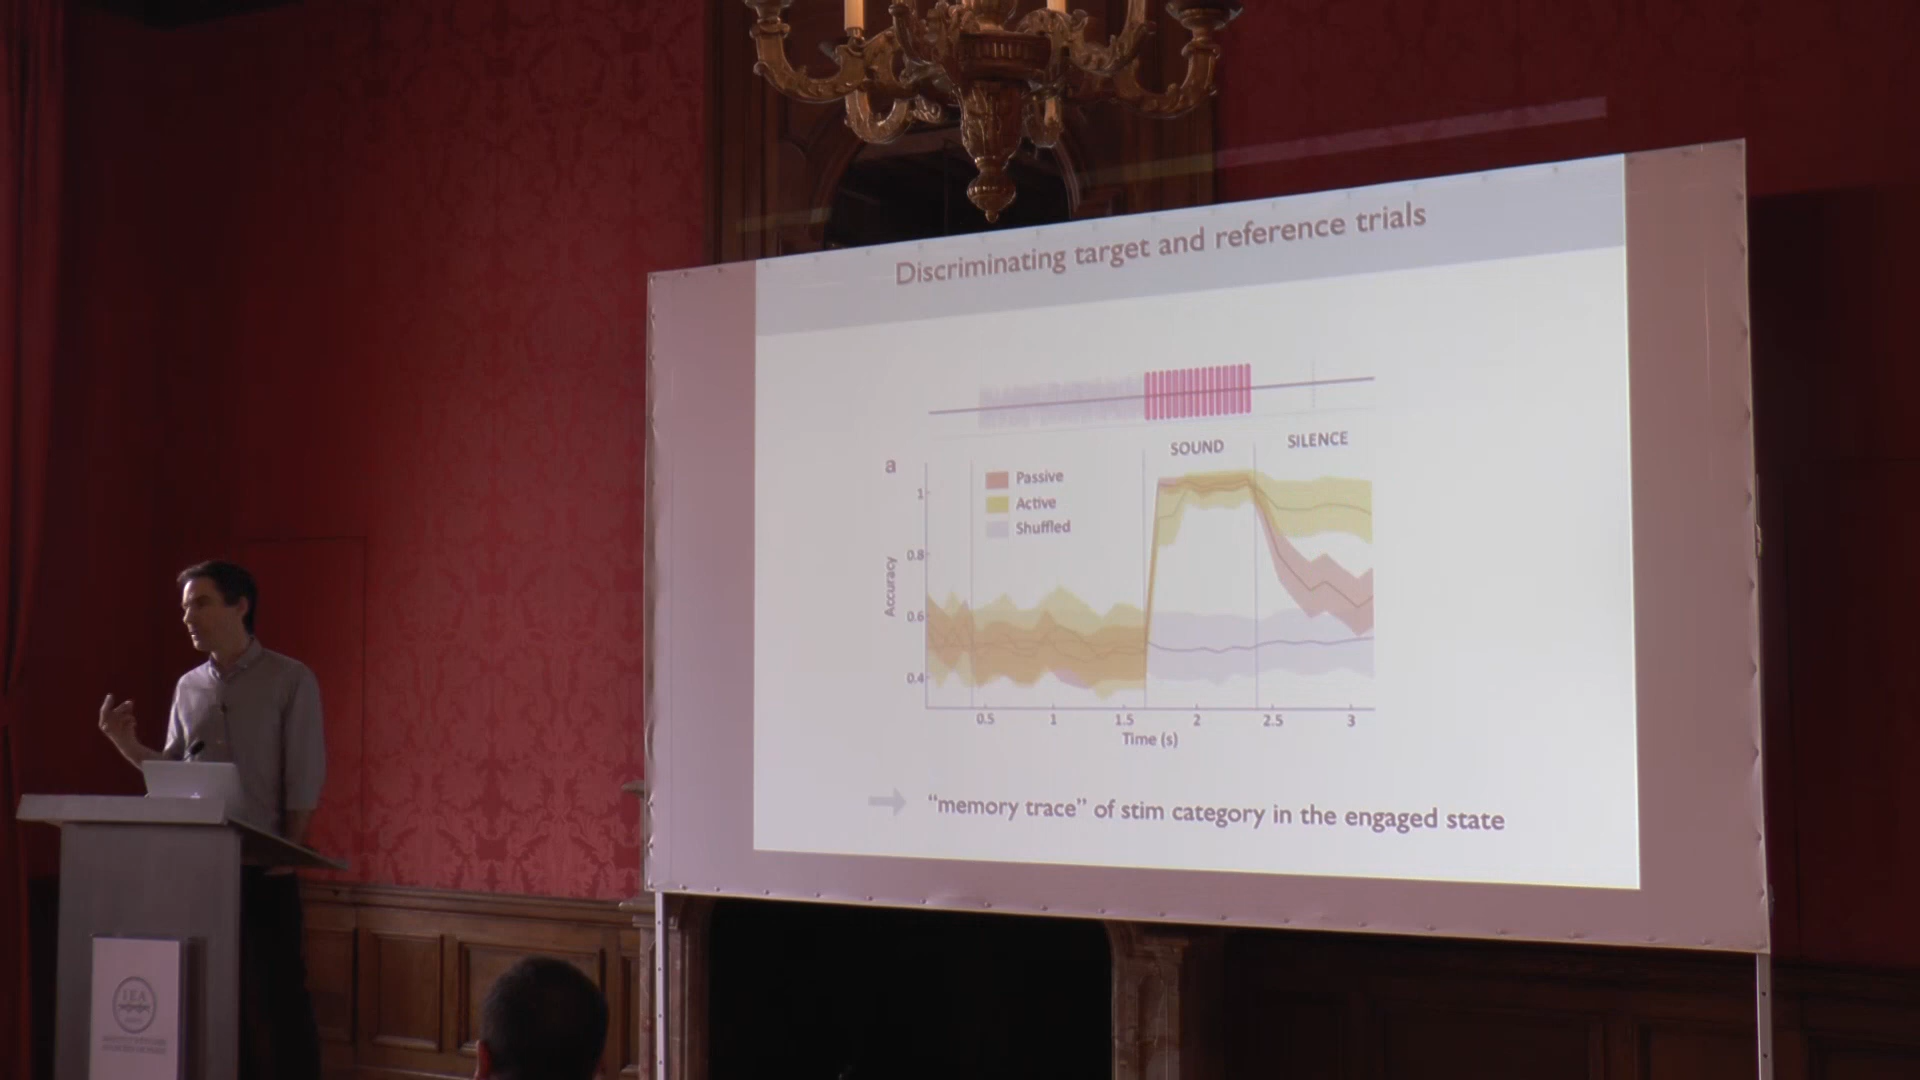 Discriminating target and reference trials
SOUND
SILENCE
a
Passive
Active
Shuffled
1
0.8
0.6
0.4
Accuracy
0.5 1 1.5 2 2.5 3
Time (s)
“memory trace” of stim category in the engaged state
IEA